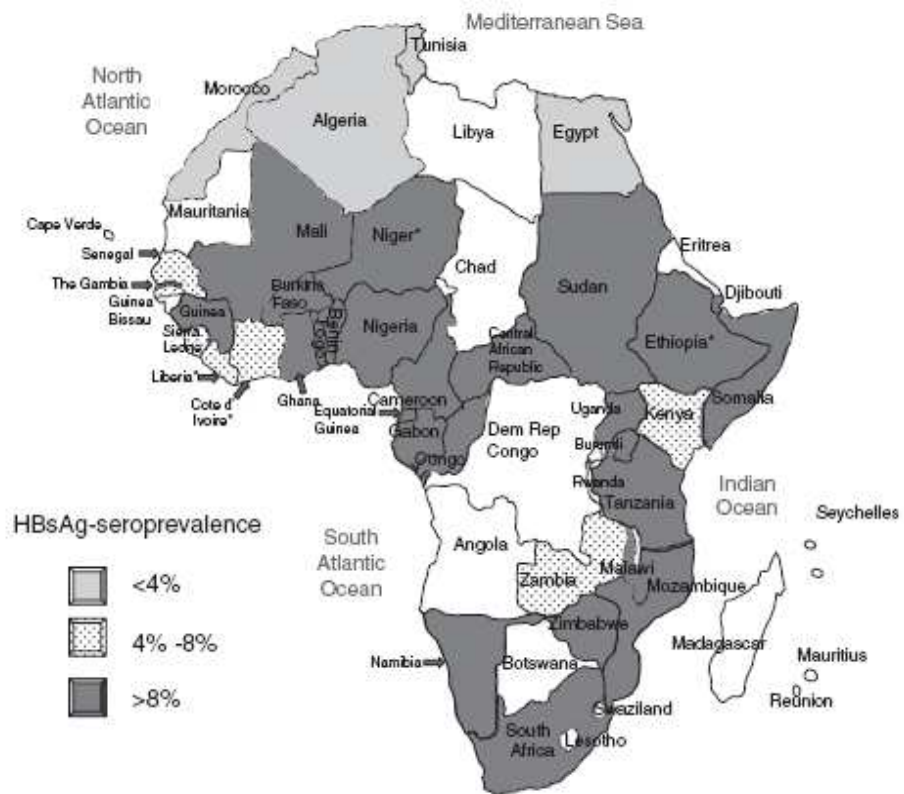 Mediterranean Sea
North
Atlantic
Ocean
Tunisia
Morocco
Algeria
Libya
Egypt
Mauritania
Cape Verde
Mali
Niger*
Senegal
Chad
Eritrea
The Gambia
Sudan
Djibouti
Guinea
Bissau
Burkina
Faso
Guinea
Benin
Togo
Nigeria
Sierra
Leone
Central
African
Republic
Ethiopia*
Liberia*
Somalia
Cote d
Ivoire*
Ghana
Cameroon
Equatorial
Guinea
Uganda
Kenya
Gabon
Dem Rep
Congo
Burundi
Congo
Rwanda
Tanzania
Indian
Ocean
Seychelles
HBsAg-seroprevalence
South
Atlantic
Ocean
Angola
Malawi
Zambia
Mozambique
<4%
4% -8%
>8%
Zimbabwe
Madagascar
Namibia
Botswana
Mauritius
Reunion
Swaziland
South
Africa
Lesotho